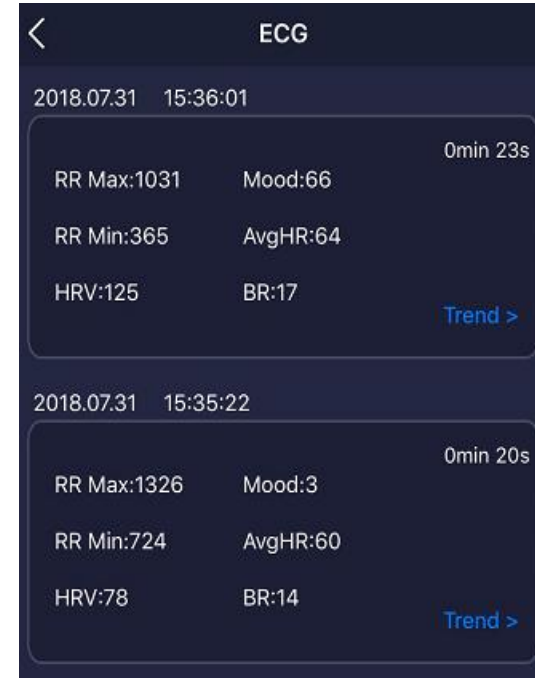 ECG
2018.07.31 15:36:01
0min 23s
RR Max:1031 Mood:66
RR Min:365 AvgHR:64
HRV:125 BR:17
Trend >
2018.07.31 15:35:22
0min 20s
RR Max:1326 Mood:3
RR Min:724 AvgHR:60
HRV:78 BR:14
Trend >